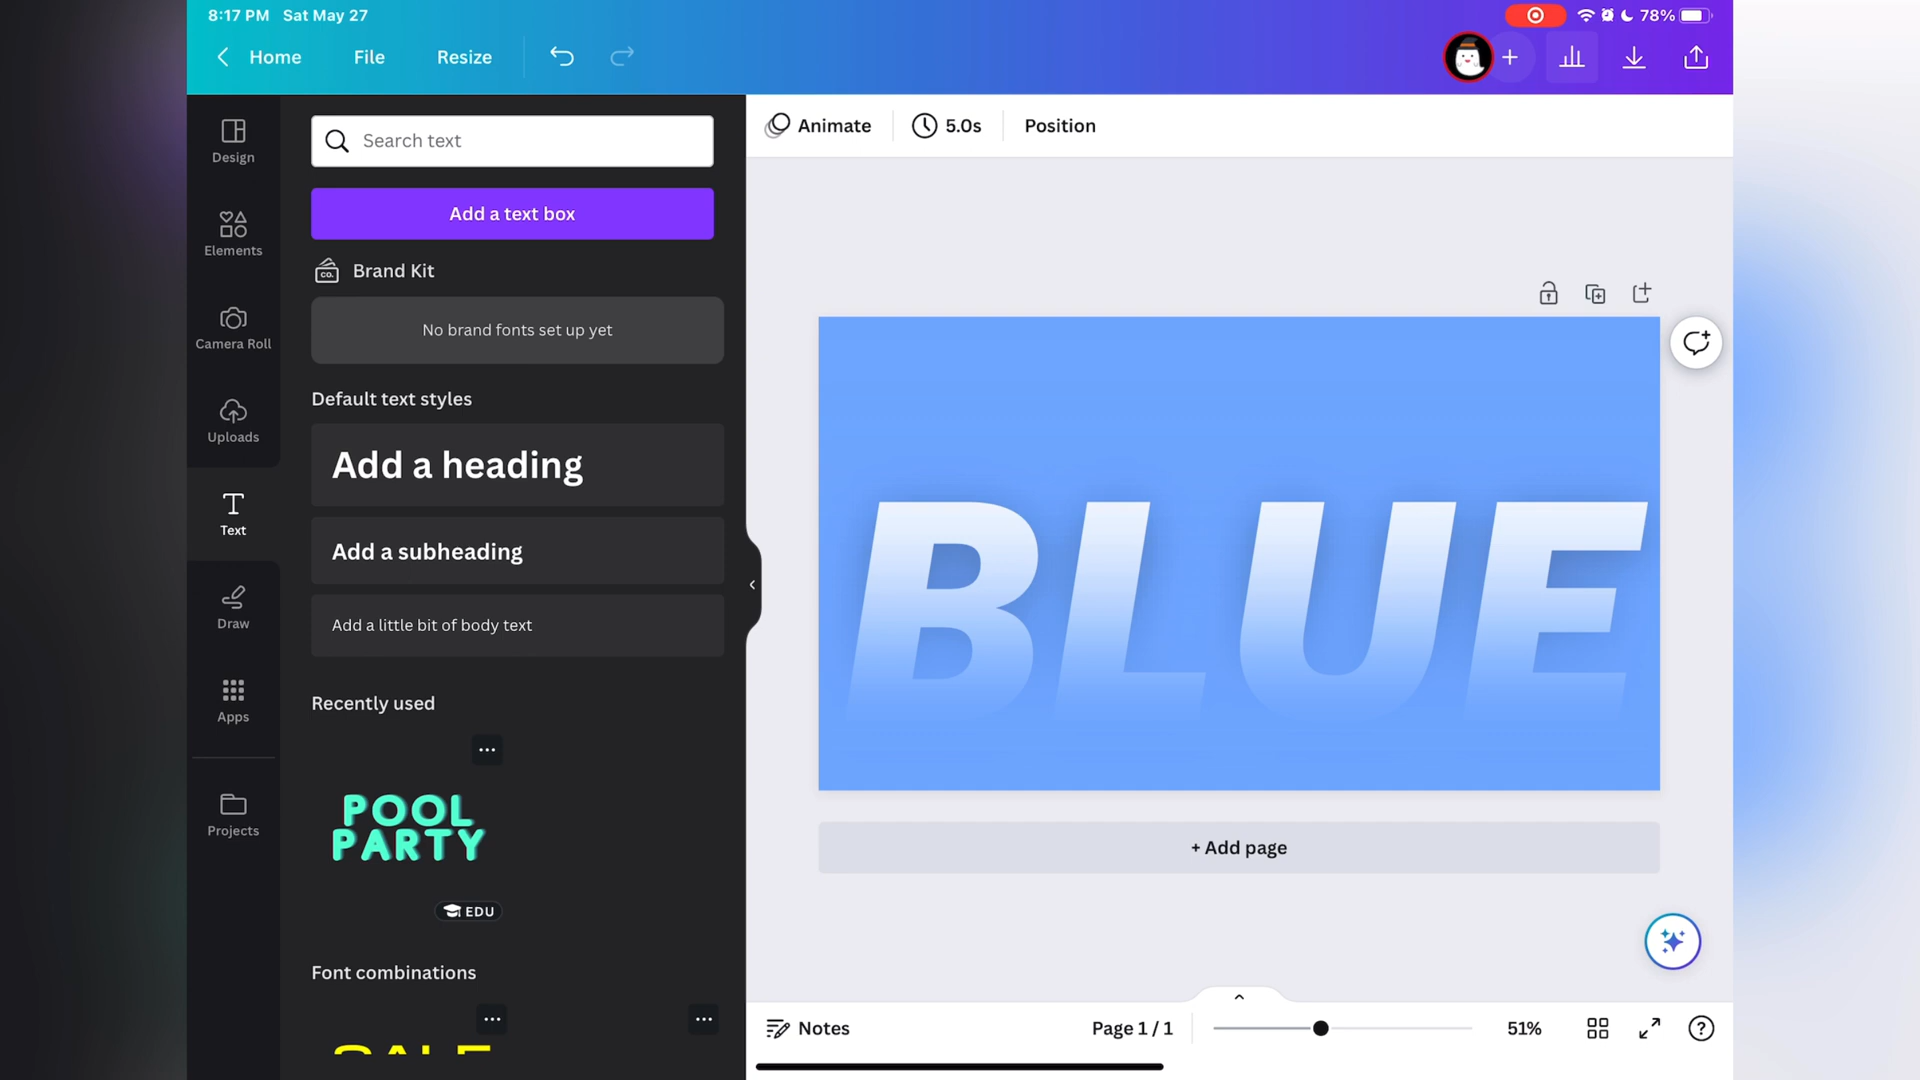 8:17 PM Sat May 27
78%
Home File Resize
Design
Elements
Camera Roll
Uploads
Text
Draw
Apps
Projects
Search text
Add a text box
CO.
Brand Kit
No brand fonts set up yet
Default text styles
Add a heading
Add a subheading
Add a little bit of body text
Recently used
POOL
PARTY
EDU
Font combinations
SALE
Animate 5.0s Position
BLUE
+ Add page
Notes Page 1 / 1 51%